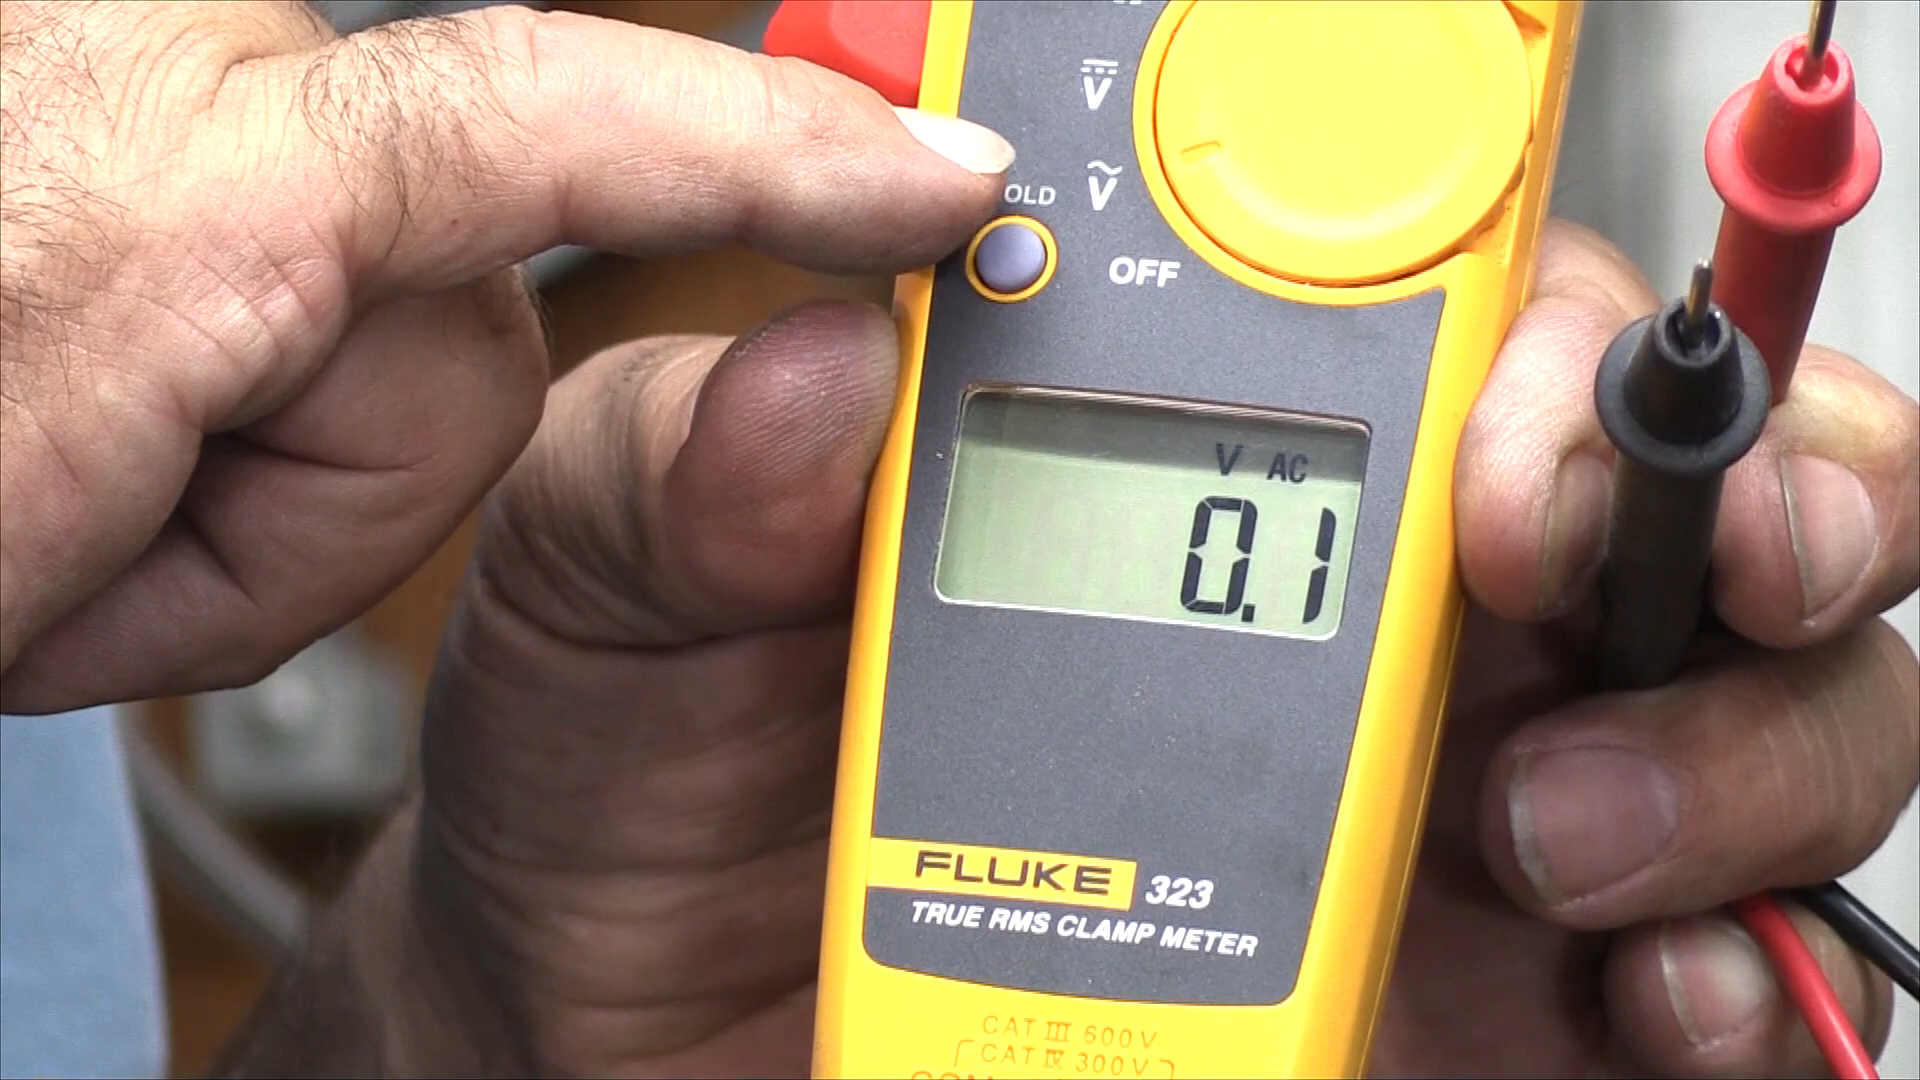 V
OLD
V
OFF
V AC
0.1
FLUKE 323
TRUE RMS CLAMP METER
CAT III 600V
CAT IV 300V